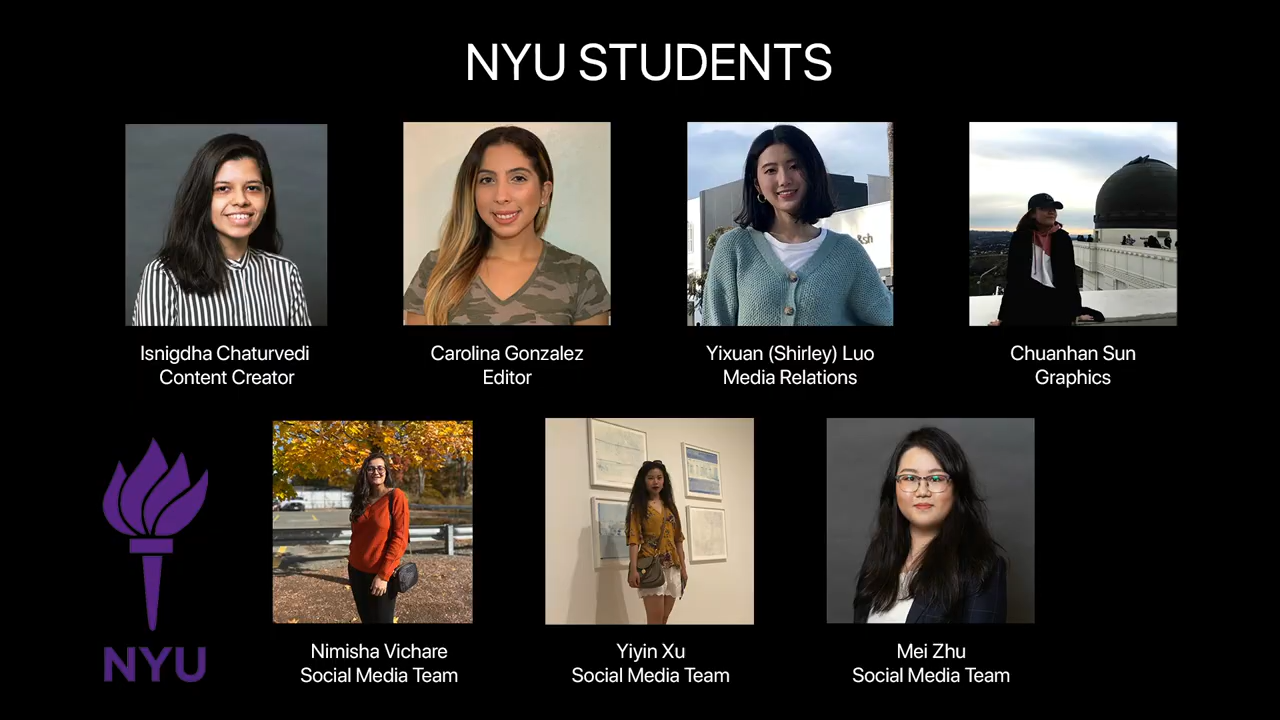 NYU STUDENTS
Isnigdha Chaturvedi
Content Creator
Carolina Gonzalez
Editor
Yixuan (Shirley) Luo
Media Relations
Chuanhan Sun
Graphics
Nimisha Vichare
Social Media Team
Yiyin Xu
Social Media Team
Mei Zhu
Social Media Team
NYU